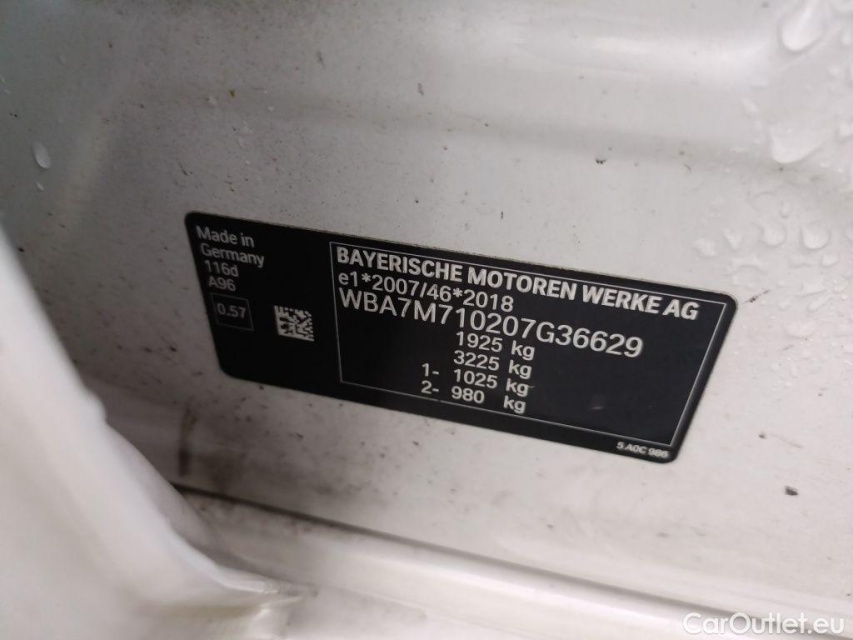 Made in
Germany
116d
A96
0.57
BAYERISCHE MOTOREN WERKE AG
e1*2007/46*2018
WBA7M710207G36629
1925 kg
3225 kg
1- 1025 kg
2- 980 kg
5 A0C 986
CarOutlet.eu